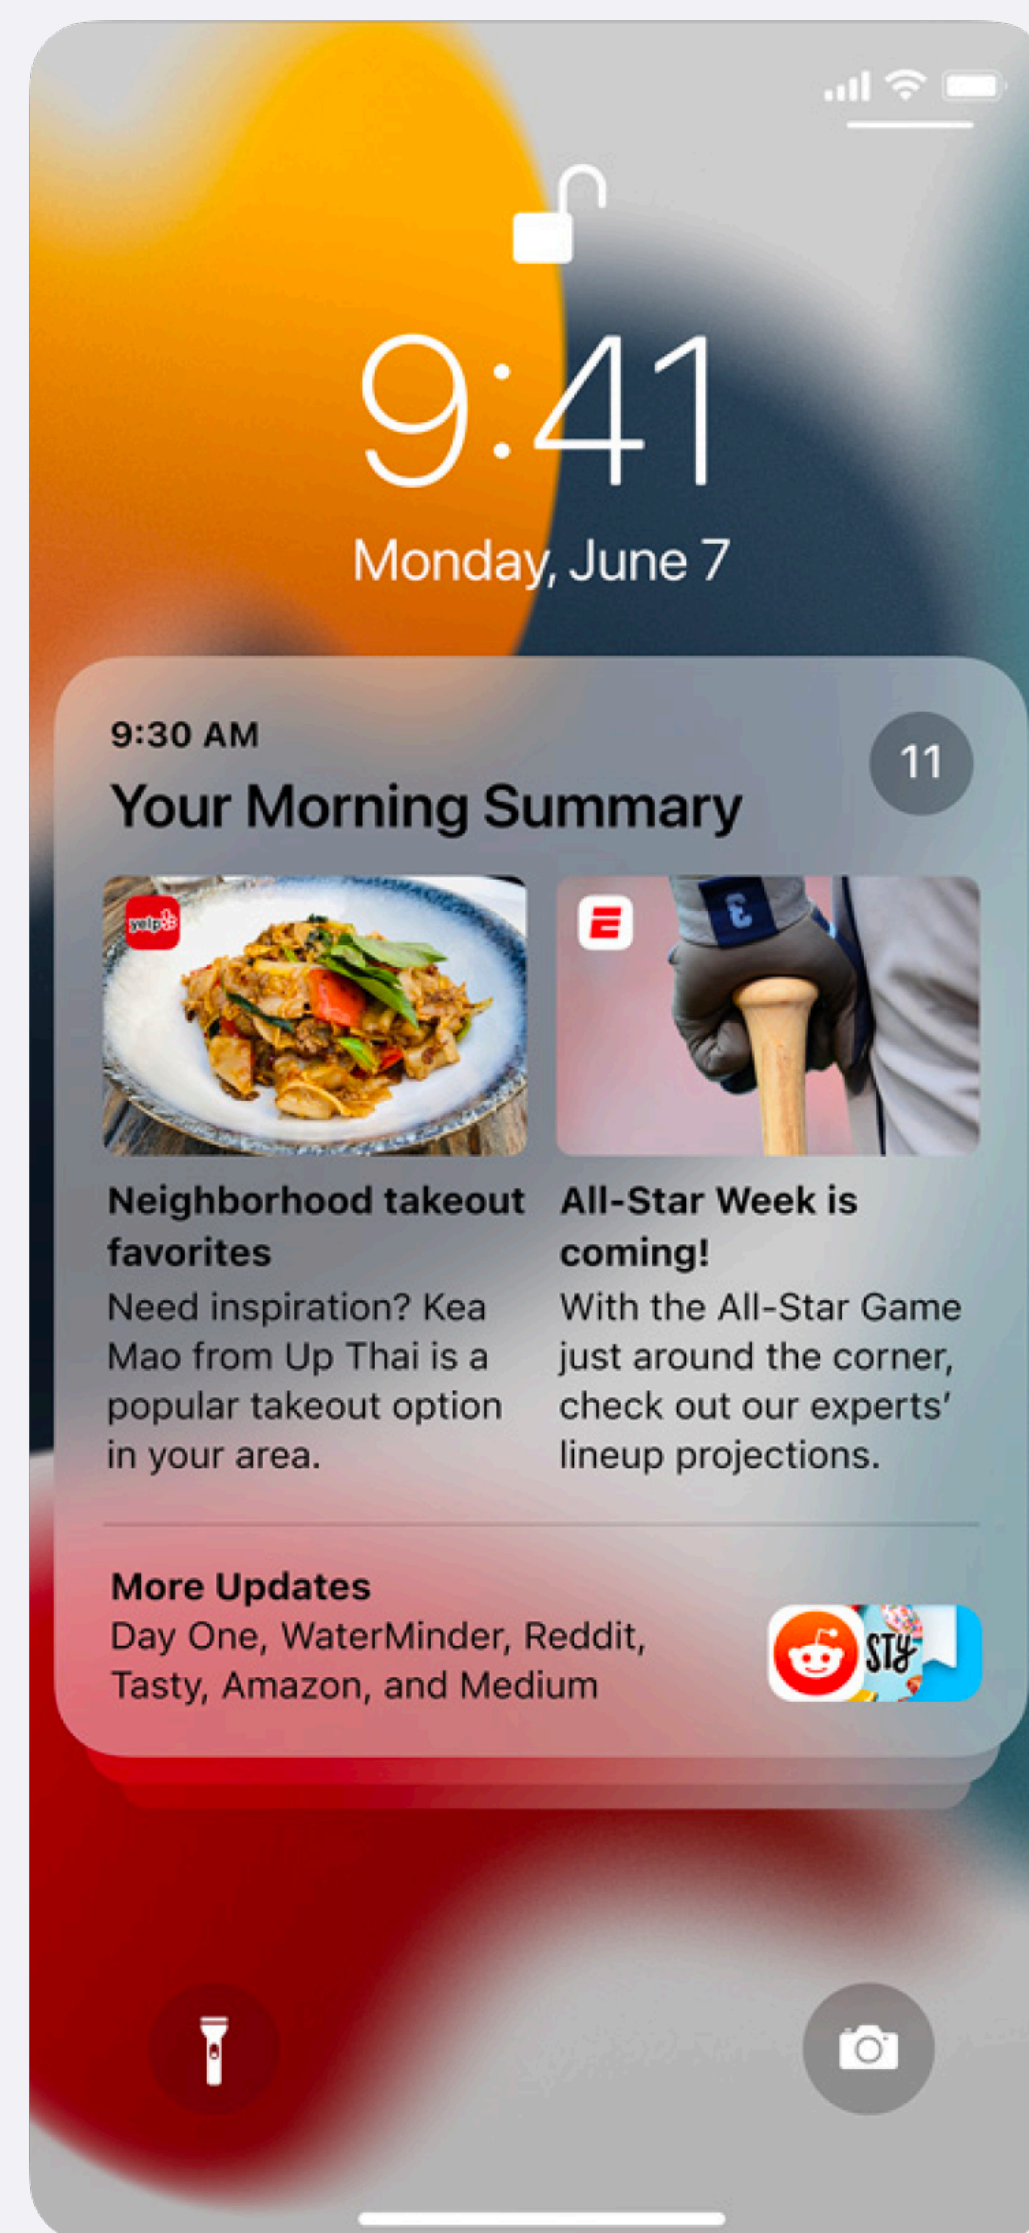 9:41
Monday, June 7
9:30 AM
11
Your Morning Summary
yelp
E
Neighborhood takeout
favorites
Need inspiration? Kea
Mao from Up Thai is a
popular takeout option
in your area.
All-Star Week is
coming!
With the All-Star Game
just around the corner,
check out our experts’
lineup projections.
More Updates
Day One, WaterMinder, Reddit,
Tasty, Amazon, and Medium
STY